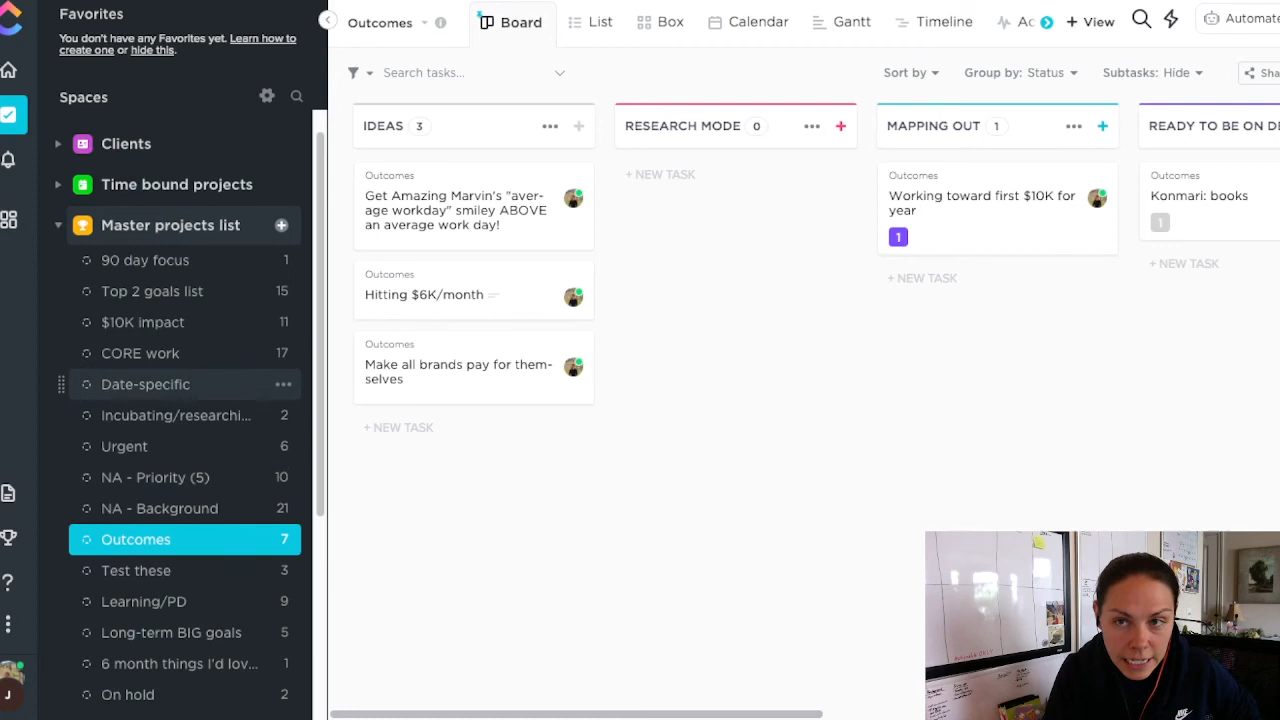 Favorites
You don't have any Favorites yet. Learn how to
create one or hide this.
Spaces
Clients
Time bound projects
Master projects list
90 day focus 1
Top 2 goals list 15
$10K impact 11
CORE work 17
Date-specific
Incubating/researchi... 2
Urgent 6
NA - Priority (5) 10
NA - Background 21
Outcomes 7
Test these 3
Learning/PD 9
Long-term BIG goals 5
6 month things I'd lov... 1
On hold 2
J
Outcomes
Board
List
Box
Calendar
Gantt
Timeline
Ac
+ View
Automate
Search tasks...
Sort by
Group by: Status
Subtasks: Hide
Sha
IDEAS 3
Outcomes
Get Amazing Marvin's "aver-
age workday" smiley ABOVE
an average work day!
Outcomes
Hitting $6K/month
Outcomes
Make all brands pay for them-
selves
+ NEW TASK
RESEARCH MODE 0
+ NEW TASK
MAPPING OUT 1
Outcomes
Working toward first $10K for
year
1
+ NEW TASK
READY TO BE ON DE
Outcomes
Konmari: books
1
+ NEW TASK